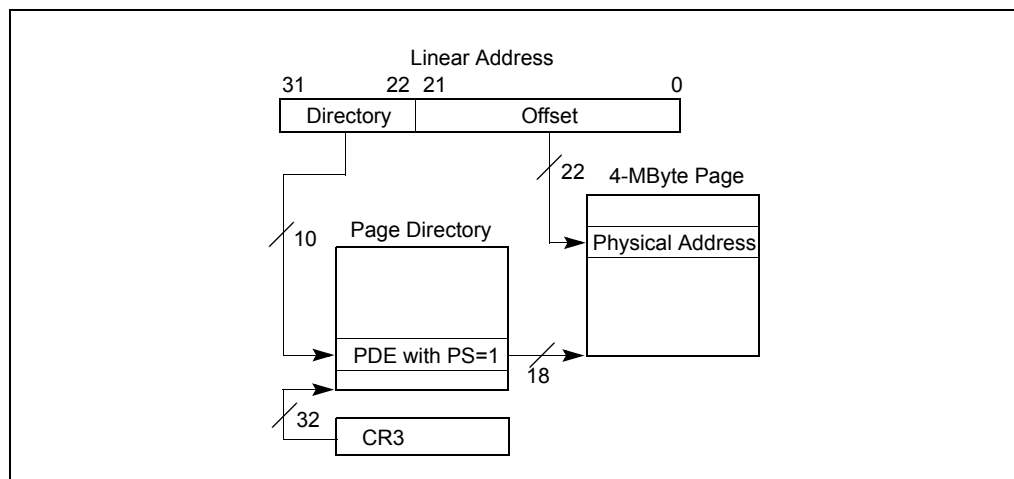 Linear Address
31 22 21 0
Directory Offset
22
4-MByte Page
10
Page Directory
Physical Address
PDE with PS=1
18
32
CR3